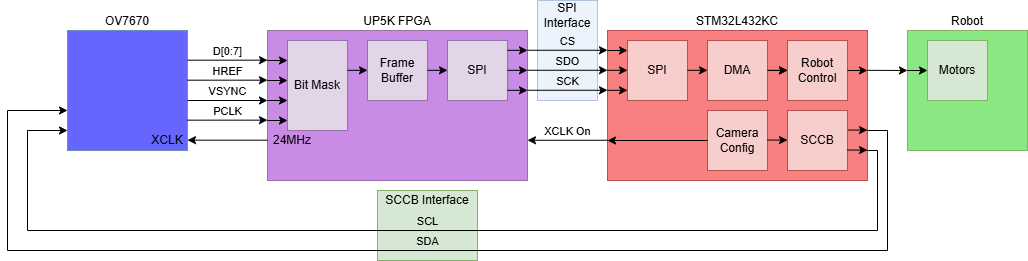 OV7670
UP5K FPGA
SPI
Interface
STM32L432KC
Robot
D[0:7]
HREF
VSYNC
PCLK
XCLK
Bit Mask
24MHz
Frame
Buffer
SPI
CS
SDO
SCK
XCLK On
SPI
DMA
Robot
Control
Camera
Config
SCCB
Motors
SCCB Interface
SCL
SDA